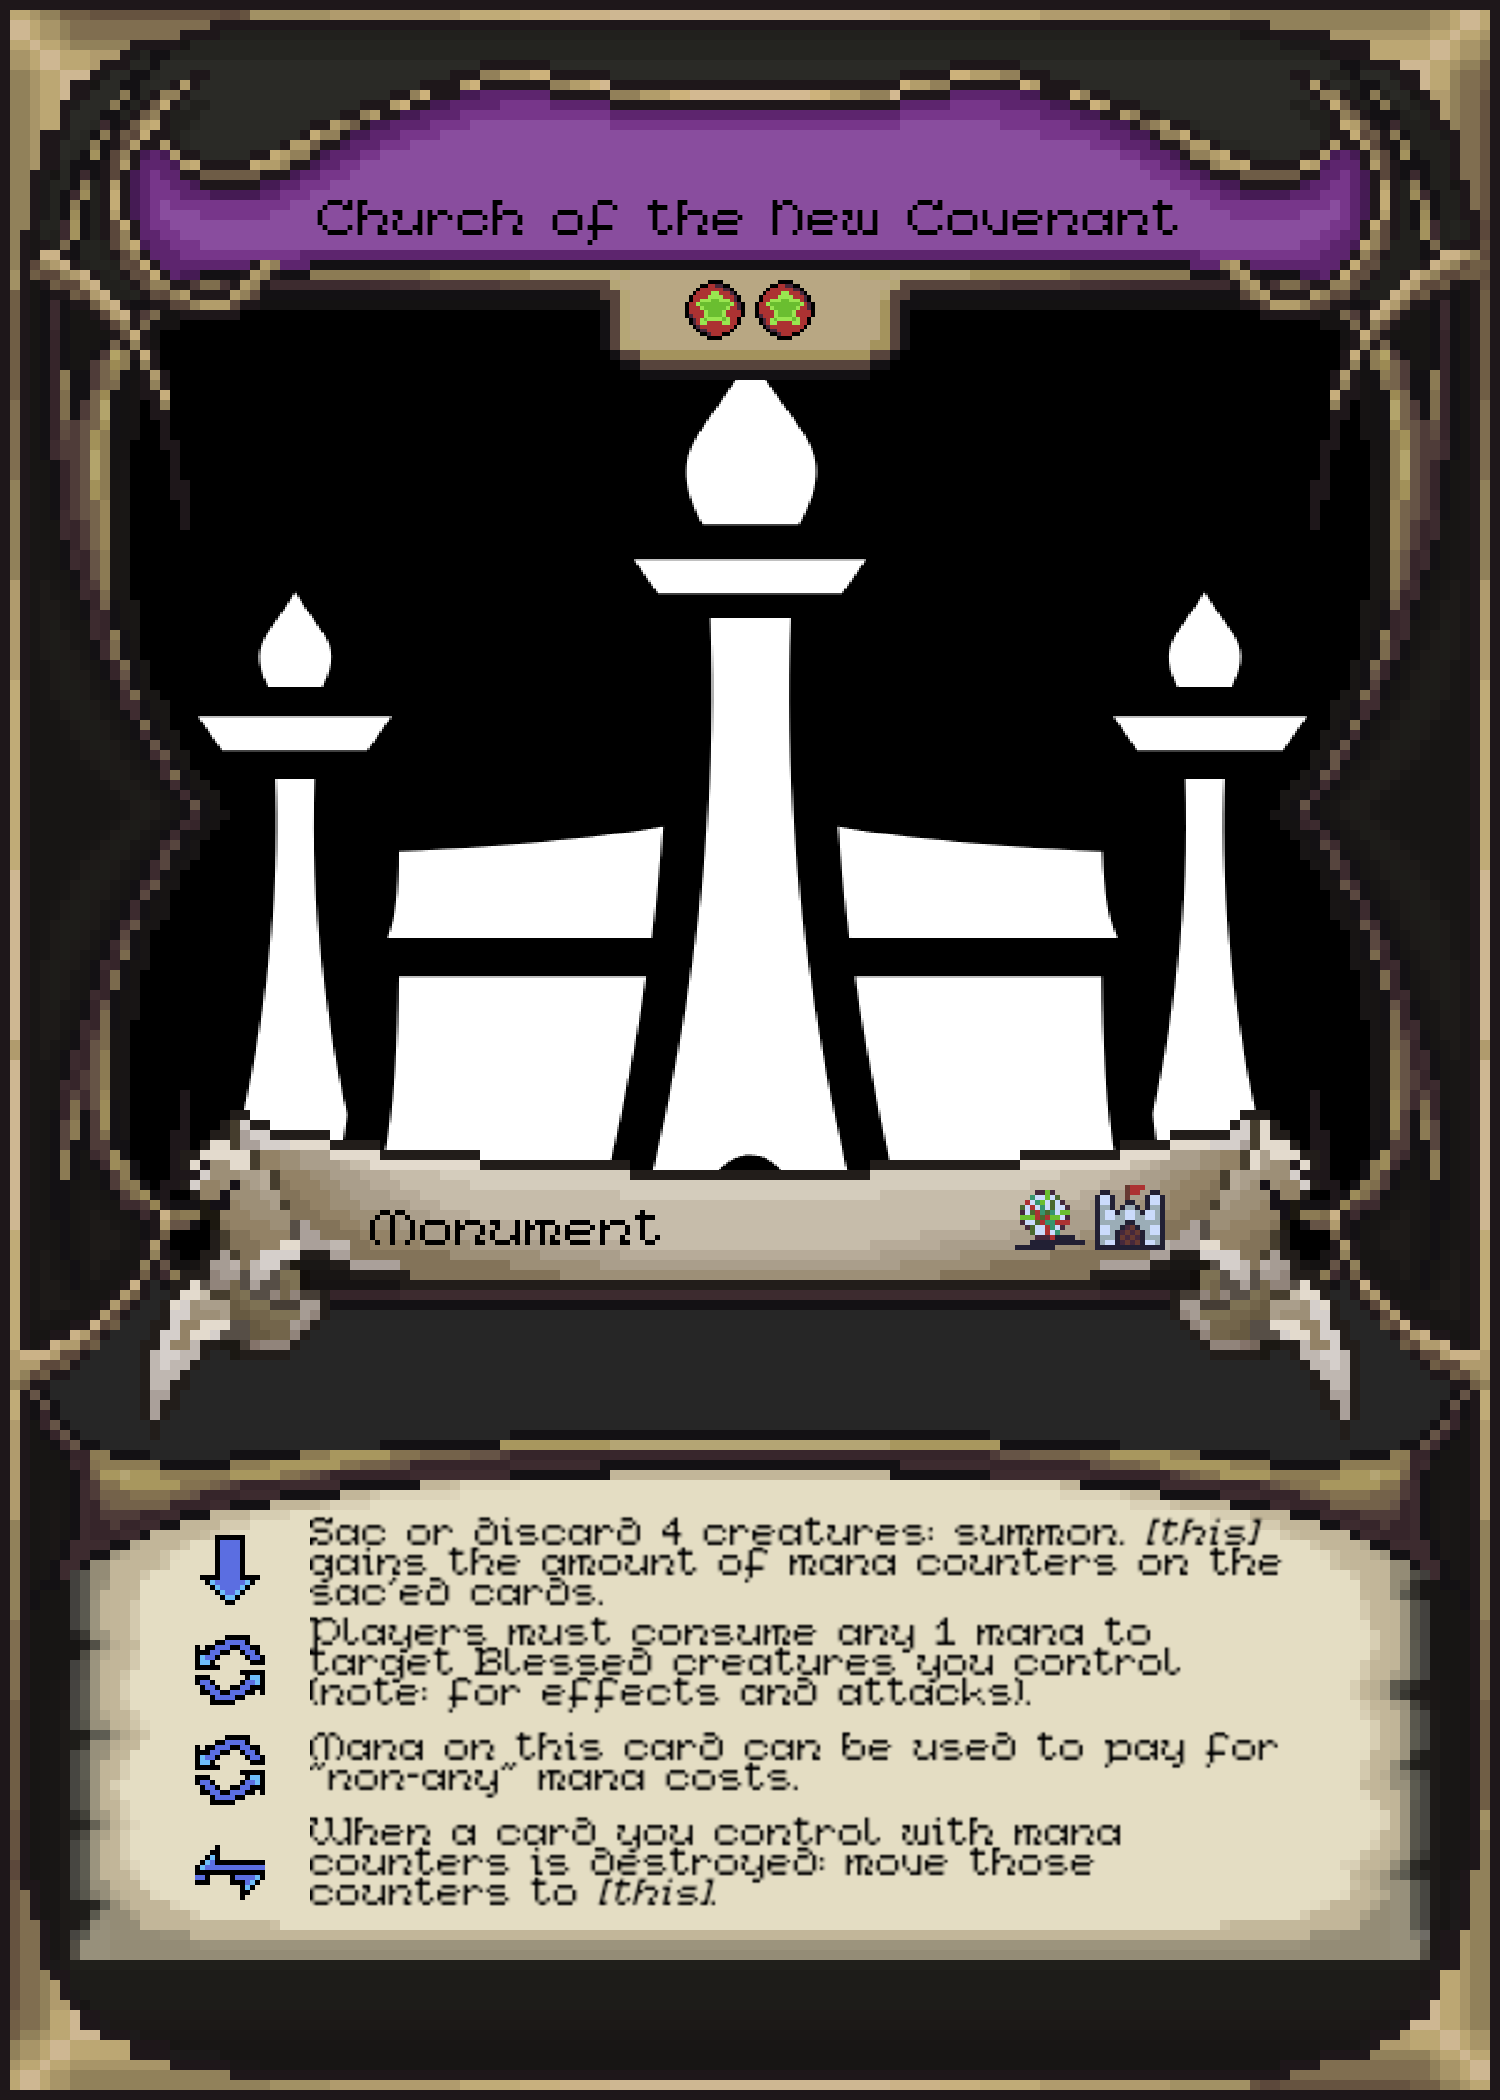 Church of the New Covenant
Monument
Sac or discard 4 creatures: summon. [this]
gains the amount of mana counters on the
sac'ed cards.
Players must consume any 1 mana to
target Blessed creatures you control
(note: for effects and attacks).
Mana on this card can be used to pay for
"non-any" mana costs.
When a card you control with mana
counters is destroyed: move those
counters to [this].